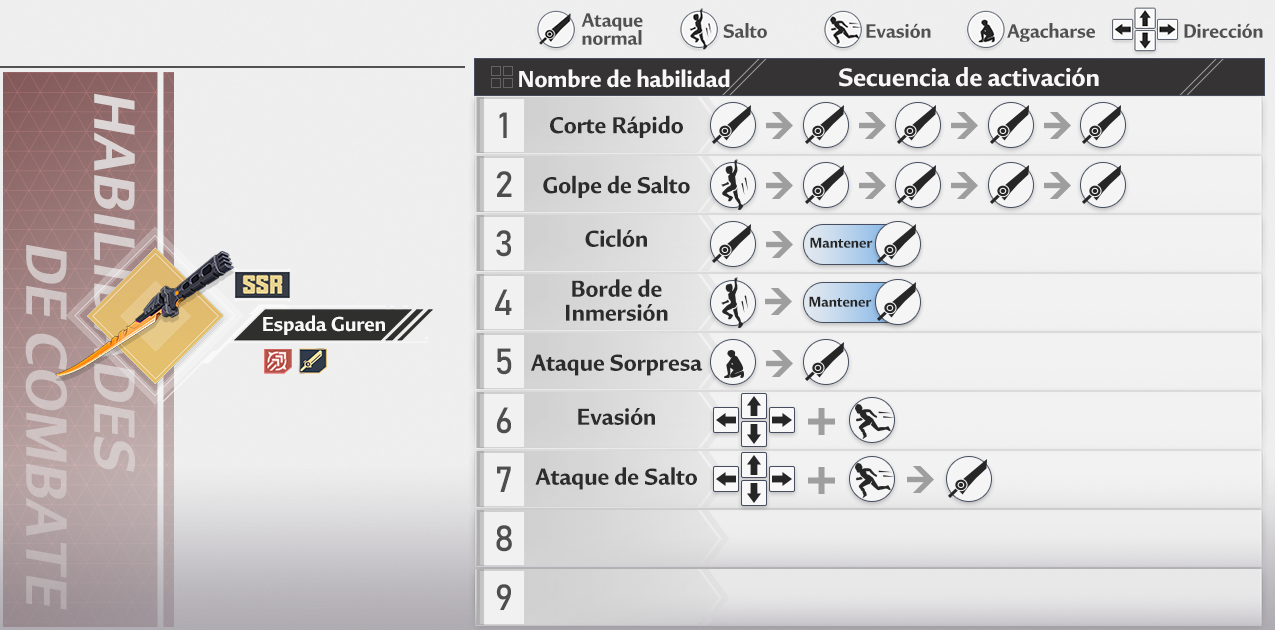 Ataque
normal
Salto
Evasión
Agacharse
Dirección
Nombre de habilidad
Secuencia de activación
HABILIDADES
DE COMBATE
SSR
Espada Guren
1
Corte Rápido
2
Golpe de Salto
3
Ciclón
Mantener
4
Borde de
Inmersión
Mantener
5
Ataque Sorpresa
6
Evasión
7
Ataque de Salto
8
9